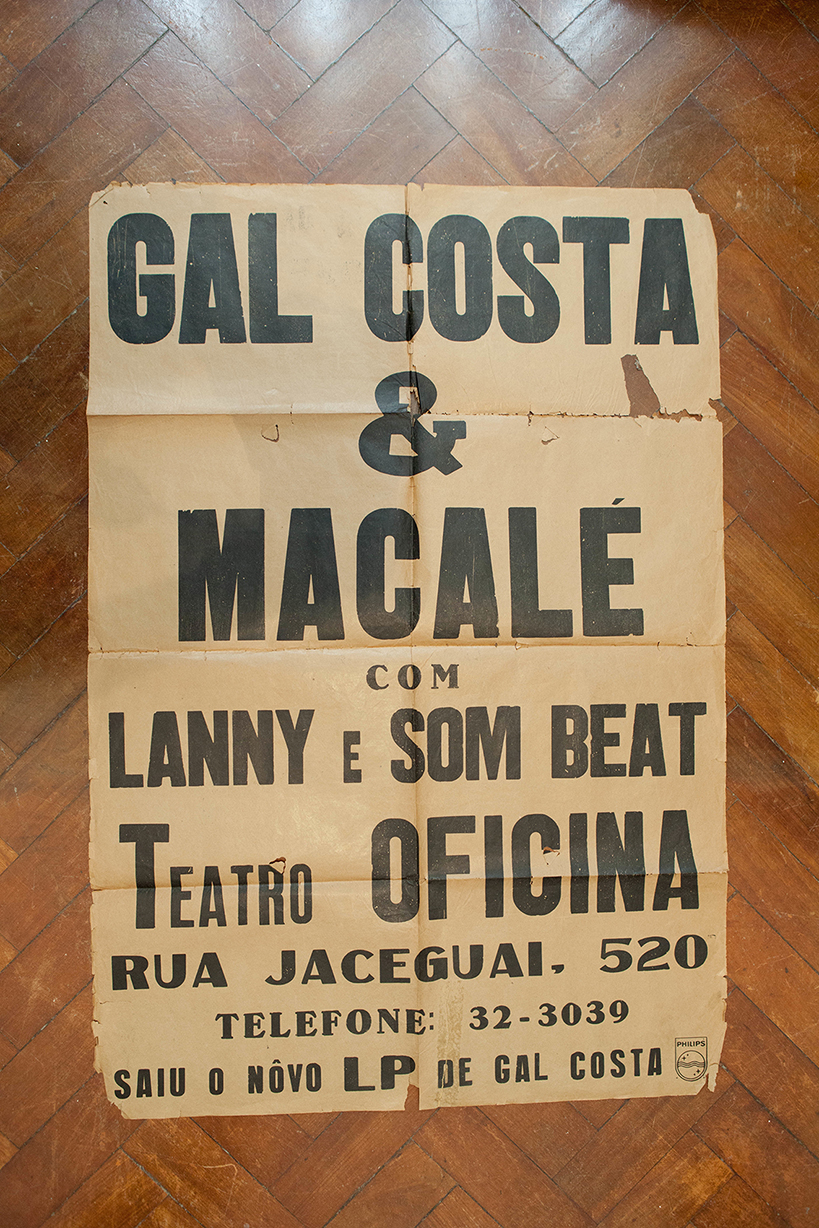 GAL COSTA
&
MACALÉ
COM
LANNY E SOM BEAT
TEATRO OFICINA
RUA JACEGUAI, 520
TELEFONE: 32-3039
SAIU O NÔVO LP DE GAL COSTA
PHILIPS